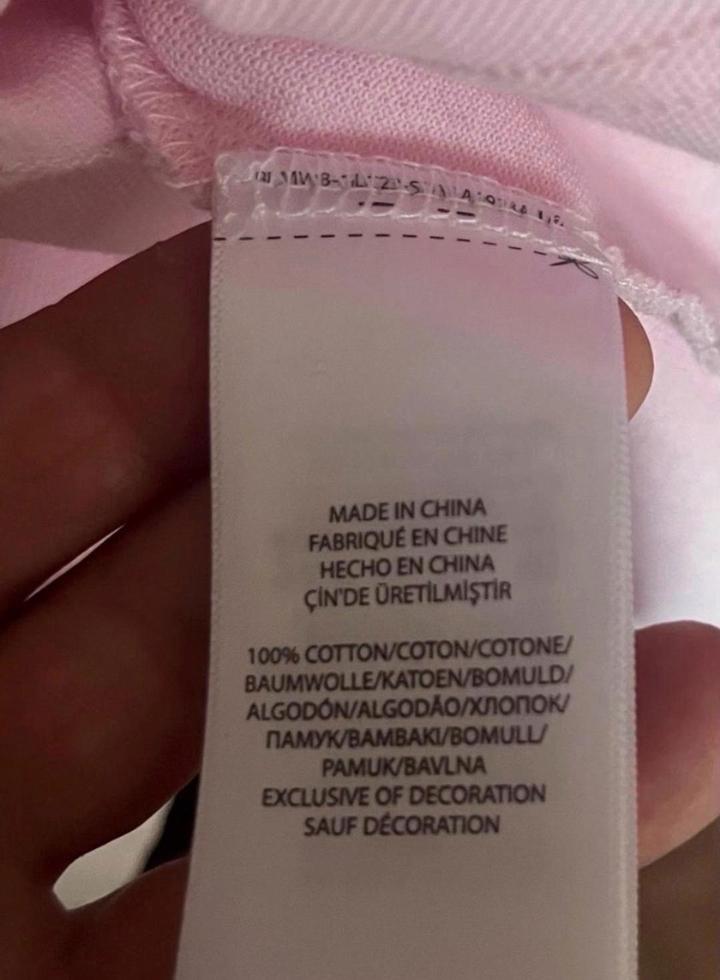 MADE IN CHINA
FABRIQUÉ EN CHINE
HECHO EN CHINA
ÇİN'DE ÜRETİLMİŞTİR
100% COTTON/COTON/COTONE/
BAUMWOLLE/KATOEN/BOMULD/
ALGODÓN/ALGODÃO/ХЛОПОК/
ПАМУК/BAMBAKI/BOMULL/
PAMUK/BAVLNA
EXCLUSIVE OF DECORATION
SAUF DÉCORATION